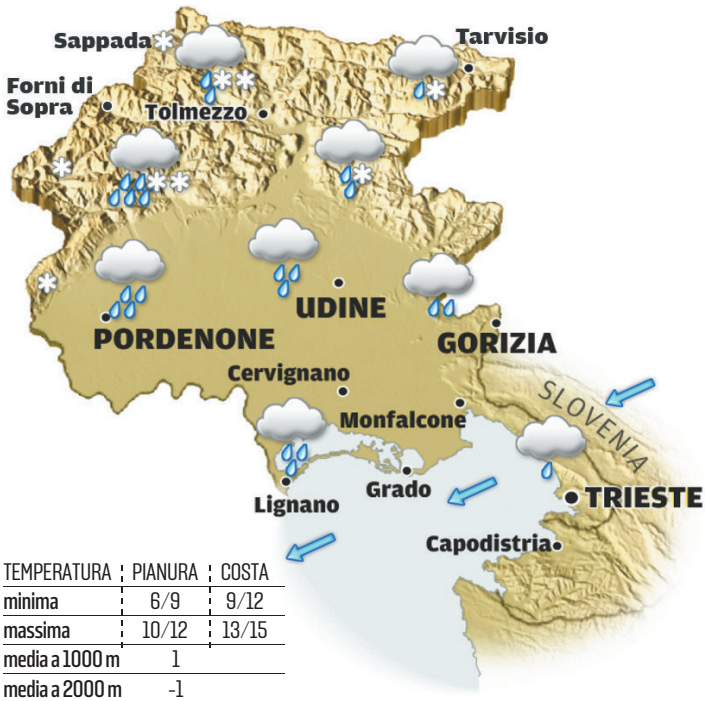 Sappada
Tarvisio
Forni di
Sopra
Tolmezzo
UDINE
PORDENONE
GORIZIA
Cervignano
SLOVENIA
Monfalcone
Grado
Lignano
TRIESTE
Capodistria
TEMPERATURA PIANURA COSTA
minima 6/9 9/12
massima 10/12 13/15
media a 1000 m 1
media a 2000 m -1